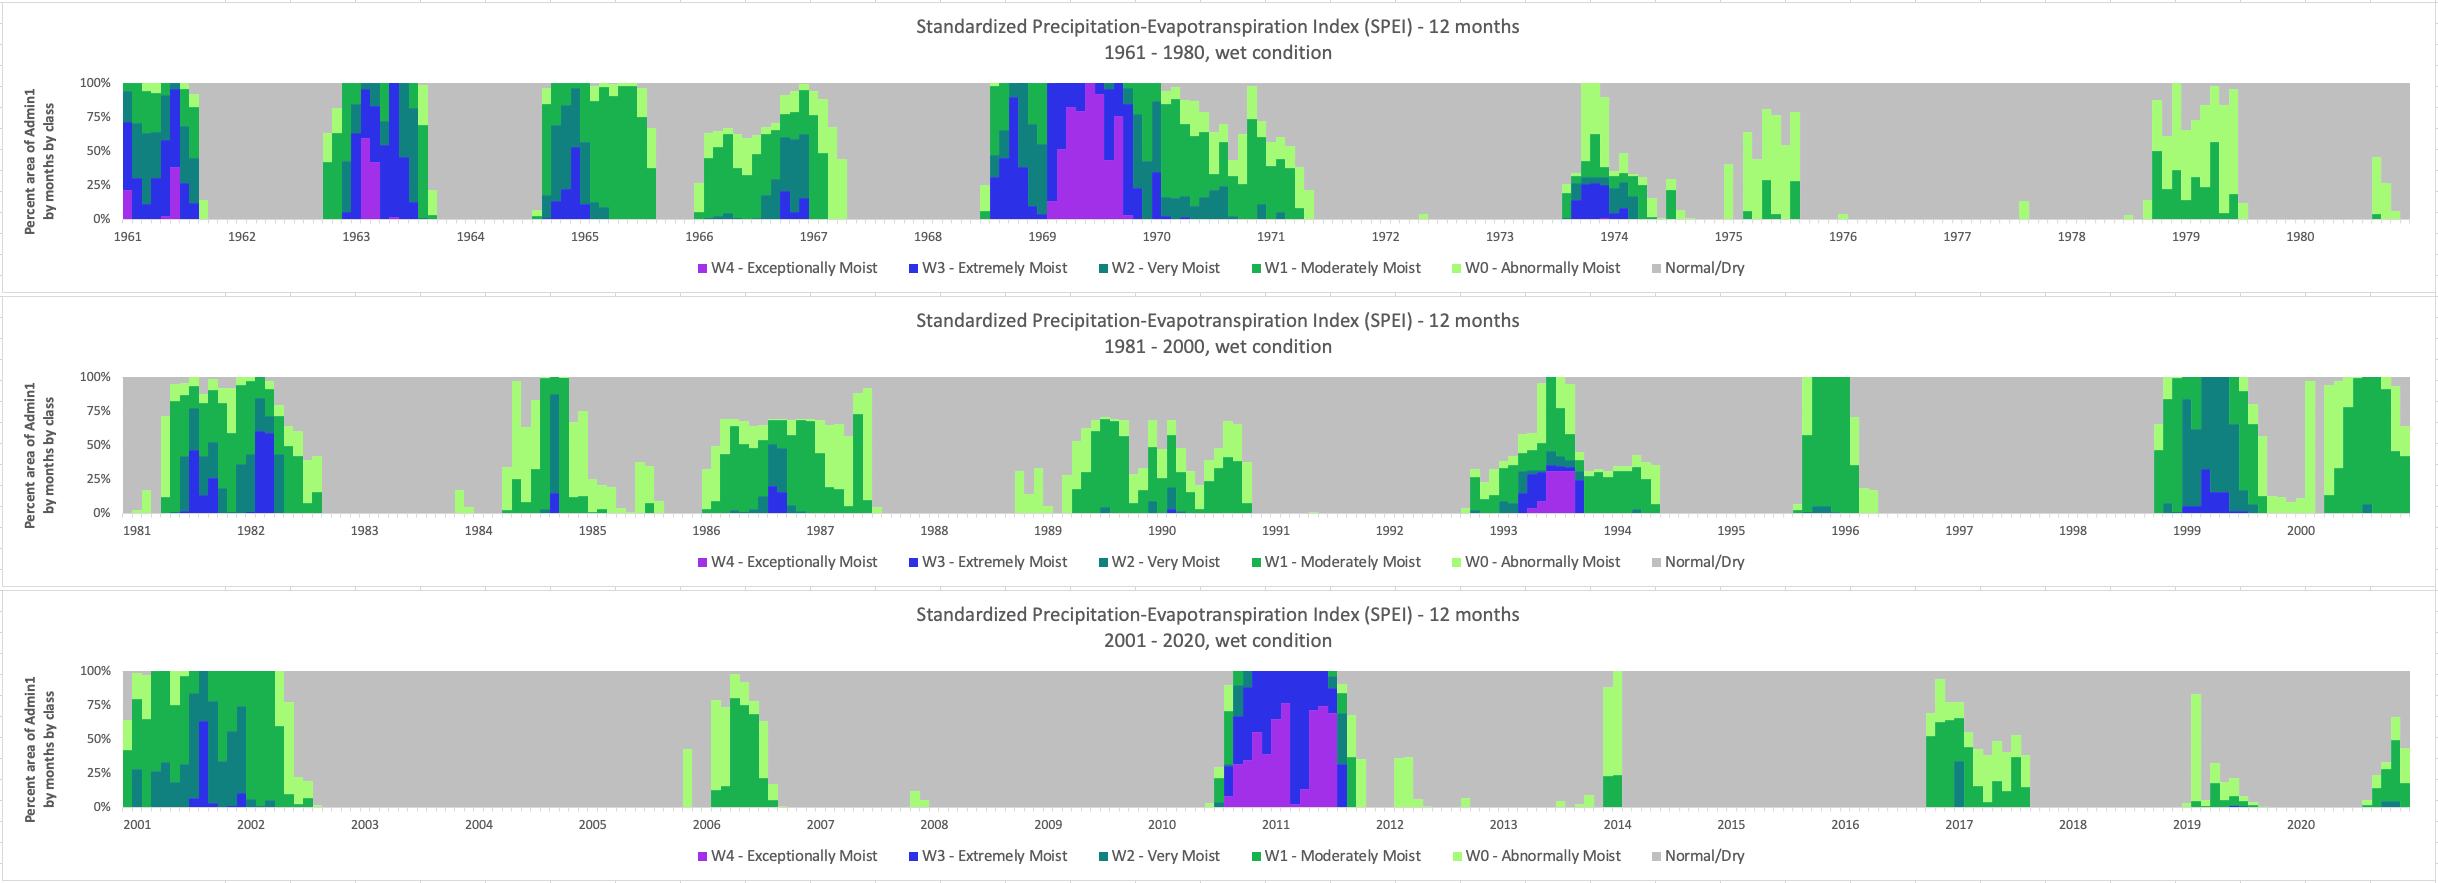 Standardized Precipitation-Evapotranspiration Index (SPEI) - 12 months
1961 - 1980, wet condition
Percent area of Admin1
by months by class
100%
75%
50%
25%
0%
1961 1962 1963 1964 1965 1966 1967 1968 1969 1970 1971 1972 1973 1974 1975 1976 1977 1978 1979 1980
W4 - Exceptionally Moist W3 - Extremely Moist W2 - Very Moist W1 - Moderately Moist W0 - Abnormally Moist Normal/Dry
Standardized Precipitation-Evapotranspiration Index (SPEI) - 12 months
1981 - 2000, wet condition
Percent area of Admin1
by months by class
100%
75%
50%
25%
0%
1981 1982 1983 1984 1985 1986 1987 1988 1989 1990 1991 1992 1993 1994 1995 1996 1997 1998 1999 2000
W4 - Exceptionally Moist W3 - Extremely Moist W2 - Very Moist W1 - Moderately Moist W0 - Abnormally Moist Normal/Dry
Standardized Precipitation-Evapotranspiration Index (SPEI) - 12 months
2001 - 2020, wet condition
Percent area of Admin1
by months by class
100%
75%
50%
25%
0%
2001 2002 2003 2004 2005 2006 2007 2008 2009 2010 2011 2012 2013 2014 2015 2016 2017 2018 2019 2020
W4 - Exceptionally Moist W3 - Extremely Moist W2 - Very Moist W1 - Moderately Moist W0 - Abnormally Moist Normal/Dry